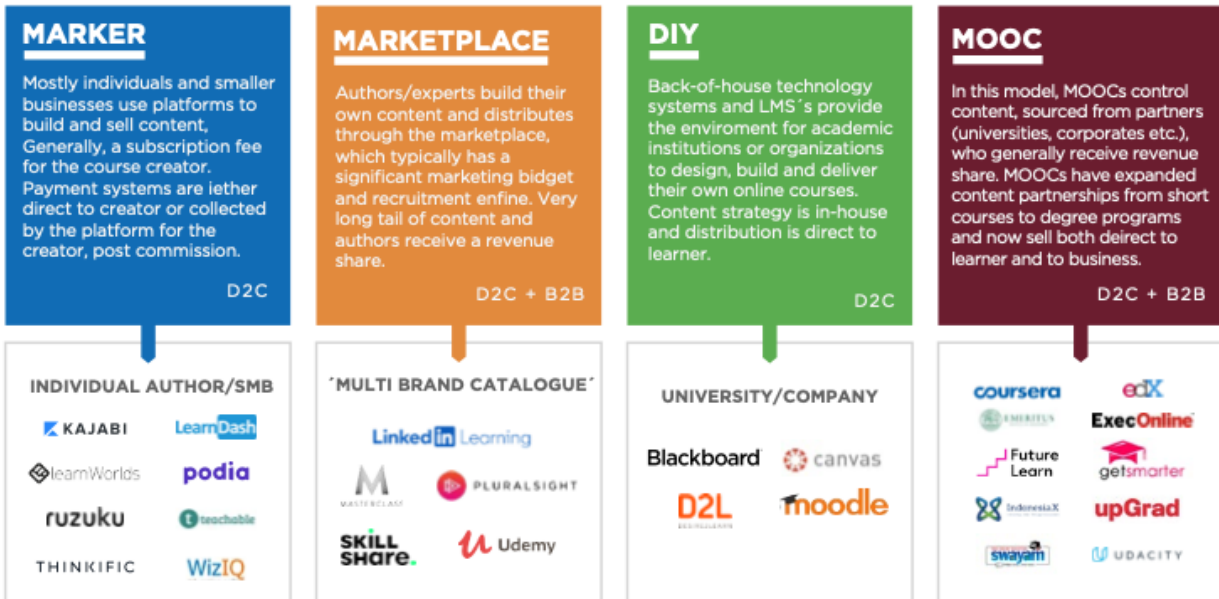 MARKER
Mostly individuals and smaller
businesses use platforms to
build and sell content,
Generally, a subscription fee
for the course creator.
Payment systems are iether
direct to creator or collected
by the platform for the
creator, post commission.
D2C
MARKETPLACE
Authors/experts build their
own content and distributes
through the marketplace,
which typically has a
significant marketing bidget
and recruitment enfine. Very
long tail of content and
authors receive a revenue
share.
D2C + B2B
DIY
Back-of-house technology
systems and LMS´s provide
the enviroment for academic
institutions or organizations
to design, build and deliver
their own online courses.
Content strategy is in-house
and distribution is direct to
learner.
D2C
MOOC
In this model, MOOCs control
content, sourced from partners
(universities, corporates etc.),
who generally receive revenue
share. MOOCs have expanded
content partnerships from short
courses to degree programs
and now sell both deirect to
learner and to business.
D2C + B2B
INDIVIDUAL AUTHOR/SMB
KAJABI LearnDash
learnWorlds podia
ruzuku teachable
THINKIFIC WizIQ
´MULTI BRAND CATALOGUE´
Linked in Learning
M PLURALSIGHT
MASTERCLASS
SKILL
SHare. Udemy
UNIVERSITY/COMPANY
Blackboard canvas
D2L moodle
coursera edX
EMERITUS ExecOnline
Future
Learn getsmarter
IndonesiaX upGrad
swayam UDACITY